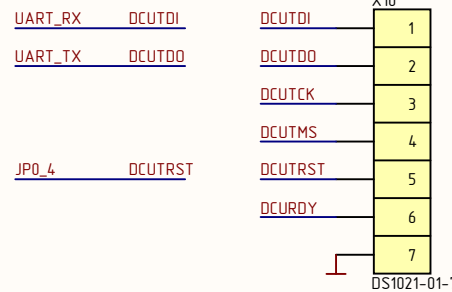 X10
UART_RX DCUTDI DCUTDI 1
UART_TX DCUTDO DCUTDO 2
DCUTCK 3
DCUTMS 4
JP0_4 DCUTRST DCUTRST 5
DCURDY 6
7
DS1021-01-